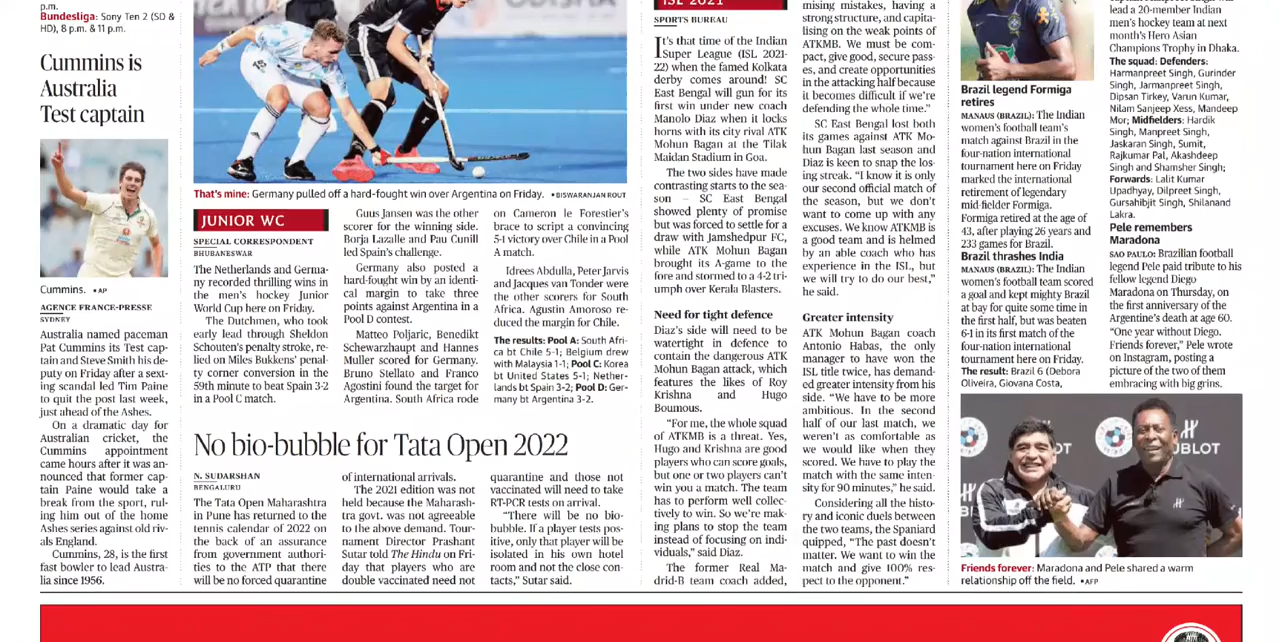 p.m.
Bundesliga: Sony Ten 2 (SD &
HD), 8 p.m. & 11 p.m.
Cummins is
Australia
Test captain
Cummins. •AP
AGENCE FRANCE-PRESSE
SYDNEY
Australia named paceman
Pat Cummins its Test cap-
tain and Steve Smith his de-
puty on Friday after a sex-
ting scandal led Tim Paine
to quit the post last week,
just ahead of the Ashes.
On a dramatic day for
Australian cricket, the
Cummins appointment
came hours after it was an-
nounced that former cap-
tain Paine would take a
break from the sport, rul-
ing him out of the home
Ashes series against old riv-
als England.
Cummins, 28, is the first
fast bowler to lead Austra-
lia since 1956.
That's mine: Germany pulled off a hard-fought win over Argentina on Friday. •BISWARANJAN ROUT
JUNIOR WC
SPECIAL CORRESPONDENT
BHUBANESWAR
The Netherlands and Germa-
ny recorded thrilling wins in
the men's hockey Junior
World Cup here on Friday.
The Dutchmen, who took
early lead through Sheldon
Schouten's penalty stroke, re-
lied on Miles Bukkens' penal-
ty corner conversion in the
59th minute to beat Spain 3-2
in a Pool C match.
Guus Jansen was the other
scorer for the winning side.
Borja Lazalle and Pau Cunill
led Spain's challenge.
Germany also posted a
hard-fought win by an identi-
cal margin to take three
points against Argentina in a
Pool D contest.
Matteo Poljaric, Benedikt
Schewarzhaupt and Hannes
Muller scored for Germany.
Bruno Stellato and Franco
Agostini found the target for
Argentina. South Africa rode
on Cameron le Forestier's
brace to script a convincing
5-1 victory over Chile in a Pool
A match.
Idrees Abdulla, Peter Jarvis
and Jacques van Tonder were
the other scorers for South
Africa. Agustin Amoroso re-
duced the margin for Chile.
The results: Pool A: South Afri-
ca bt Chile 5-1; Belgium drew
with Malaysia 1-1; Pool C: Korea
bt United States 5-1; Nether-
lands bt Spain 3-2; Pool D: Ger-
many bt Argentina 3-2.
No bio-bubble for Tata Open 2022
N. SUDARSHAN
BENGALURU
The Tata Open Maharashtra
in Pune has returned to the
tennis calendar of 2022 on
the back of an assurance
from government authori-
ties to the ATP that there
will be no forced quarantine
of international arrivals.
The 2021 edition was not
held because the Maharash-
tra govt. was not agreeable
to the above demand. Tour-
nament Director Prashant
Sutar told The Hindu on Fri-
day that players who are
double vaccinated need not
quarantine and those not
vaccinated will need to take
RT-PCR tests on arrival.
"There will be no bio-
bubble. If a player tests pos-
itive, only that player will be
isolated in his own hotel
room and not the close con-
tacts," Sutar said.
ISL 2021
SPORTS BUREAU
It's that time of the Indian
Super League (ISL 2021-
22) when the famed Kolkata
derby comes around! SC
East Bengal will gun for its
first win under new coach
Manolo Diaz when it locks
horns with its city rival ATK
Mohun Bagan at the Tilak
Maidan Stadium in Goa.
The two sides have made
contrasting starts to the sea-
son – SC East Bengal
showed plenty of promise
but was forced to settle for a
draw with Jamshedpur FC,
while ATK Mohun Bagan
brought its A-game to the
fore and stormed to a 4-2 tri-
umph over Kerala Blasters.
Need for tight defence
Diaz's side will need to be
watertight in defence to
contain the dangerous ATK
Mohun Bagan attack, which
features the likes of Roy
Krishna and Hugo
Boumous.
"For me, the whole squad
of ATKMB is a threat. Yes,
Hugo and Krishna are good
players who can score goals,
but one or two players can't
win you a match. The team
has to perform well collec-
tively to win. So we're mak-
ing plans to stop the team
instead of focusing on indi-
viduals," said Diaz.
The former Real Ma-
drid-B team coach added,
mising mistakes, having a
strong structure, and capita-
lising on the weak points of
ATKMB. We must be com-
pact, give good, secure pass-
es, and create opportunities
in the attacking half because
it becomes difficult if we're
defending the whole time."
SC East Bengal lost both
its games against ATK Mo-
hun Bagan last season and
Diaz is keen to snap the los-
ing streak. "I know it is only
our second official match of
the season, but we don't
want to come up with any
excuses. We know ATKMB is
a good team and is helmed
by an able coach who has
experience in the ISL, but
we will try to do our best,"
he said.
Greater intensity
ATK Mohun Bagan coach
Antonio Habas, the only
manager to have won the
ISL title twice, has demand-
ed greater intensity from his
side. "We have to be more
ambitious. In the second
half of our last match, we
weren't as comfortable as
we would like when they
scored. We have to play the
match with the same inten-
sity for 90 minutes," he said.
Considering all the histo-
ry and iconic duels between
the two teams, the Spaniard
quipped, "The past doesn't
matter. We want to win the
match and give 100% res-
pect to the opponent."
Brazil legend Formiga
retires
MANAUS (BRAZIL): The Indian
women's football team's
match against Brazil in the
four-nation international
tournament here on Friday
marked the international
retirement of legendary
mid-fielder Formiga.
Formiga retired at the age of
43, after playing 26 years and
233 games for Brazil.
Brazil thrashes India
MANAUS (BRAZIL): The Indian
women's football team scored
a goal and kept mighty Brazil
at bay for quite some time in
the first half, but was beaten
6-1 in its first match of the
four-nation international
tournament here on Friday.
The result: Brazil 6 (Debora
Oliveira, Giovana Costa,
lead a 20-member Indian
men's hockey team at next
month's Hero Asian
Champions Trophy in Dhaka.
The squad: Defenders:
Harmanpreet Singh, Gurinder
Singh, Jarmanpreet Singh,
Dipsan Tirkey, Varun Kumar,
Nilam Sanjeep Xess, Mandeep
Mor; Midfielders: Hardik
Singh, Manpreet Singh,
Jaskaran Singh, Sumit,
Rajkumar Pal, Akashdeep
Singh and Shamsher Singh;
Forwards: Lalit Kumar
Upadhyay, Dilpreet Singh,
Gursahibjit Singh, Shilanand
Lakra.
Pele remembers
Maradona
SAO PAULO: Brazilian football
legend Pele paid tribute to his
fellow legend Diego
Maradona on Thursday, on
the first anniversary of the
Argentine's death at age 60.
"One year without Diego.
Friends forever," Pele wrote
on Instagram, posting a
picture of the two of them
embracing with big grins.
H
UBLOT
Friends forever: Maradona and Pele shared a warm
relationship off the field. •AFP